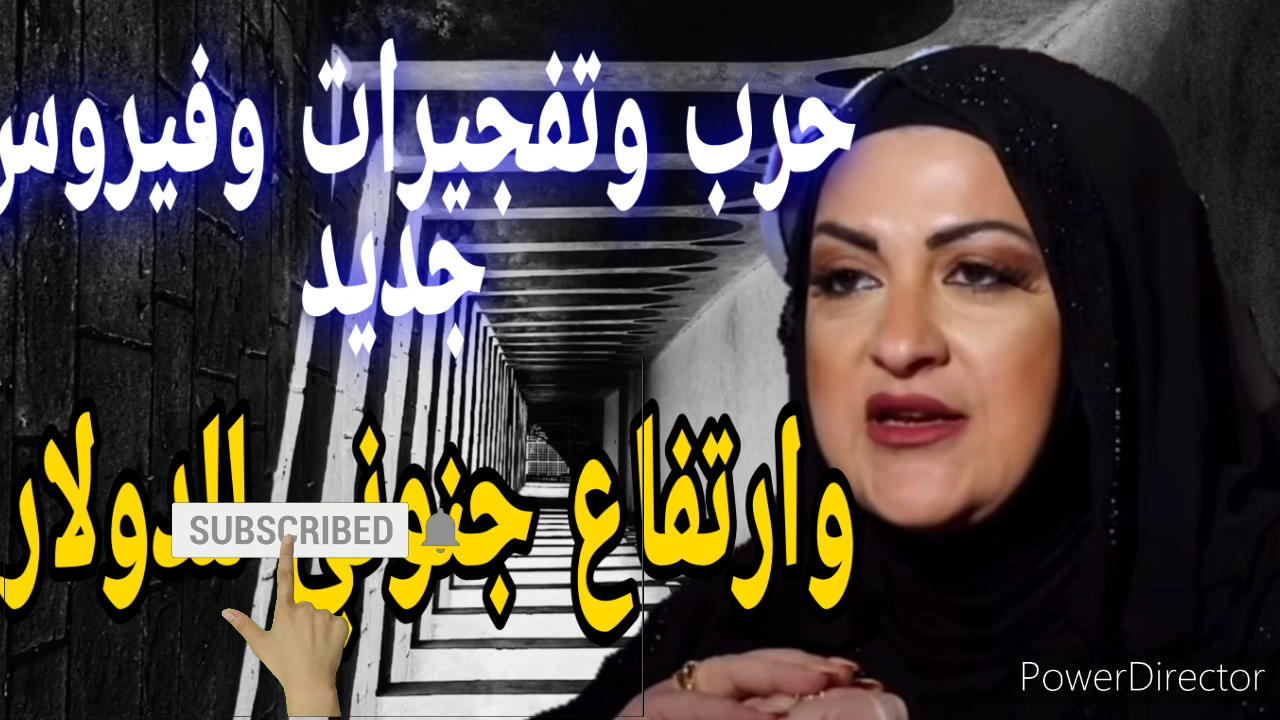 حرب وتفجيرات وفيروس
جديد
وارتفاع جنوني للدولار
SUBSCRIBED
PowerDirector